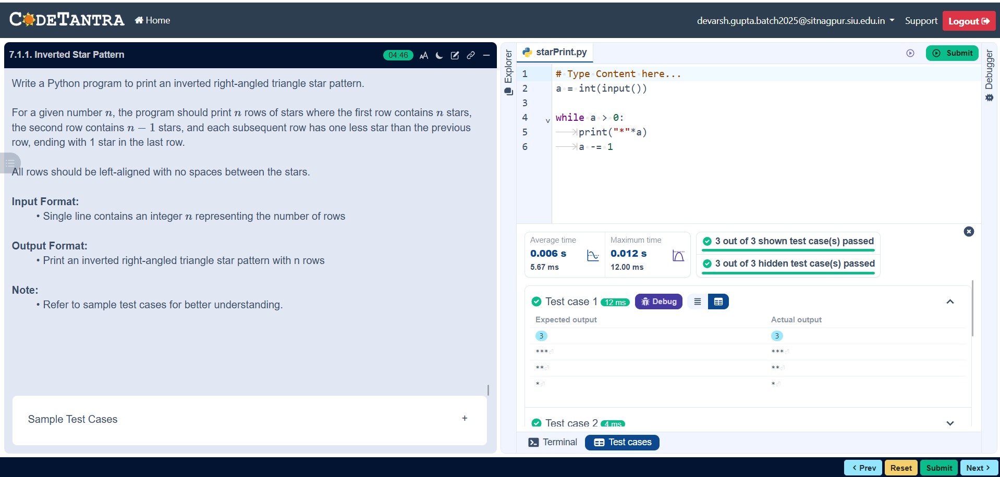 CODETANTRA Home
devarsh.gupta.batch2025@sitnagpur.siu.edu.in Support Logout
7.1.1. Inverted Star Pattern
04:46
AA
Write a Python program to print an inverted right-angled triangle star pattern.
For a given number n, the program should print n rows of stars where the first row contains n stars,
the second row contains n − 1 stars, and each subsequent row has one less star than the previous
row, ending with 1 star in the last row.
All rows should be left-aligned with no spaces between the stars.
Input Format:
• Single line contains an integer n representing the number of rows
Output Format:
• Print an inverted right-angled triangle star pattern with n rows
Note:
• Refer to sample test cases for better understanding.
Sample Test Cases +
Explorer
starPrint.py
Submit
Debugger
1 # Type Content here...
2 a = int(input())
3
4 while a > 0:
5 print("*"*a)
6 a -= 1
Average time
0.006 s
5.67 ms
Maximum time
0.012 s
12.00 ms
3 out of 3 shown test case(s) passed
3 out of 3 hidden test case(s) passed
Test case 1 12 ms Debug
Expected output Actual output
3 3
*** ***
** **
* *
Test case 2 4 ms
Terminal Test cases
< Prev Reset Submit Next >